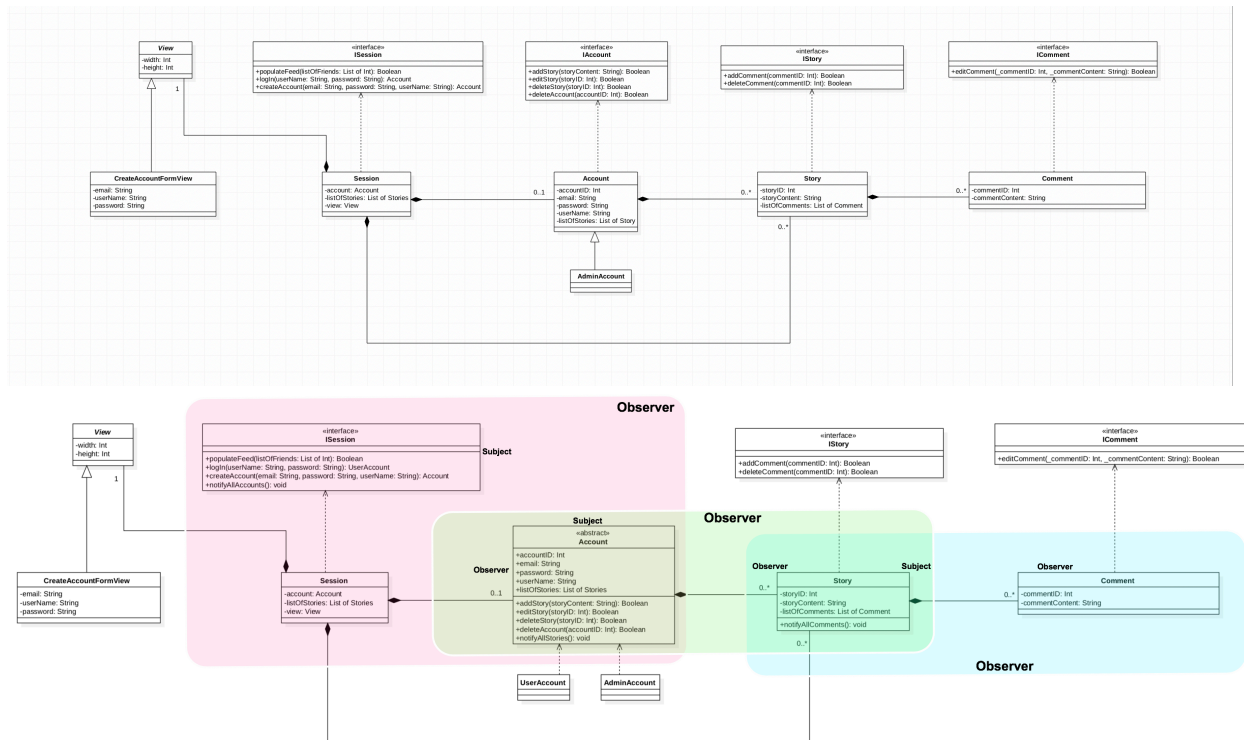 View
-width: Int
-height: Int
1
«interface»
ISession
+populateFeed(listOfFriends: List of Int): Boolean
+logIn(userName: String, password: String): Account
+createAccount(email: String, password: String, userName: String): Account
«interface»
IAccount
+addStory(storyContent: String): Boolean
+editStory(storyID: Int): Boolean
+deleteStory(storyID: Int): Boolean
+deleteAccount(accountID: Int): Boolean
«interface»
IStory
+addComment(commentID: Int): Boolean
+deleteComment(commentID: Int): Boolean
«interface»
IComment
+editComment(_commentID: Int, _commentContent: String): Boolean
CreateAccountFormView
-email: String
-userName: String
-password: String
Session
-account: Account
-listOfStories: List of Stories
-view: View
0..1
Account
-accountID: Int
-email: String
-password: String
-userName: String
-listOfStories: List of Story
0..*
Story
-storyID: Int
-storyContent: String
-listOfComments: List of Comment
0..*
0..*
Comment
-commentID: Int
-commentContent: String
AdminAccount
Observer
View
-width: Int
-height: Int
1
«interface»
ISession
Subject
+populateFeed(listOfFriends: List of Int): Boolean
+logIn(userName: String, password: String): UserAccount
+createAccount(email: String, password: String, userName: String): Account
+notifyAllAccounts(): void
«interface»
IStory
+addComment(commentID: Int): Boolean
+deleteComment(commentID: Int): Boolean
«interface»
IComment
+editComment(_commentID: Int, _commentContent: String): Boolean
CreateAccountFormView
-email: String
-userName: String
-password: String
Session
-account: Account
-listOfStories: List of Stories
-view: View
Observer
0..1
Subject
Observer
«abstract»
Account
+accountID: Int
+email: String
+password: String
+userName: String
+listOfStories: List of Stories
+addStory(storyContent: String): Boolean
+editStory(storyID: Int): Boolean
+deleteStory(storyID: Int): Boolean
+deleteAccount(accountID: Int): Boolean
+notifyAllStories(): void
UserAccount
AdminAccount
Observer
0..*
Subject
Story
-storyID: Int
-storyContent: String
-listOfComments: List of Comment
+notifyAllComments(): void
0..*
Observer
0..*
Comment
-commentID: Int
-commentContent: String
Observer